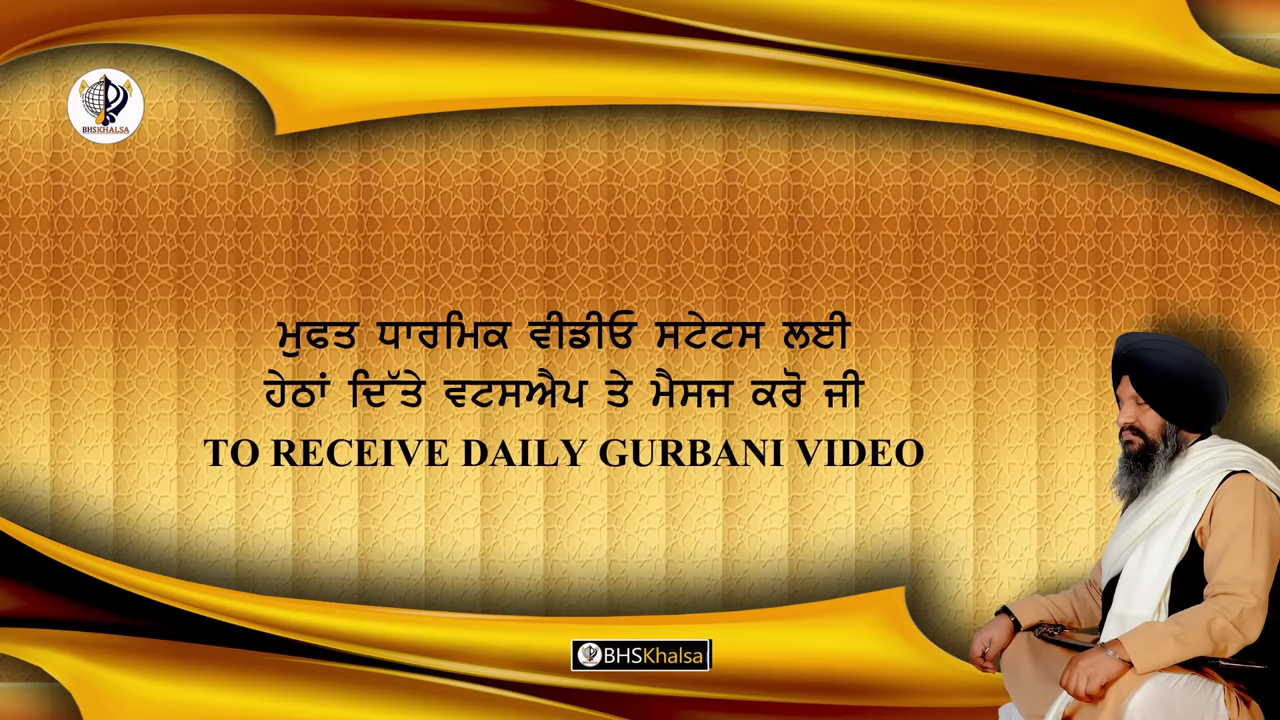 BHSKHALSA
ਮੁਫਤ ਧਾਰਮਿਕ ਵੀਡੀਓ ਸਟੇਟਸ ਲਈ
ਹੇਠਾਂ ਦਿੱਤੇ ਵਟਸਐਪ ਤੇ ਮੈਸਜ ਕਰੋ ਜੀ
TO RECEIVE DAILY GURBANI VIDEO
BHSKhalsa